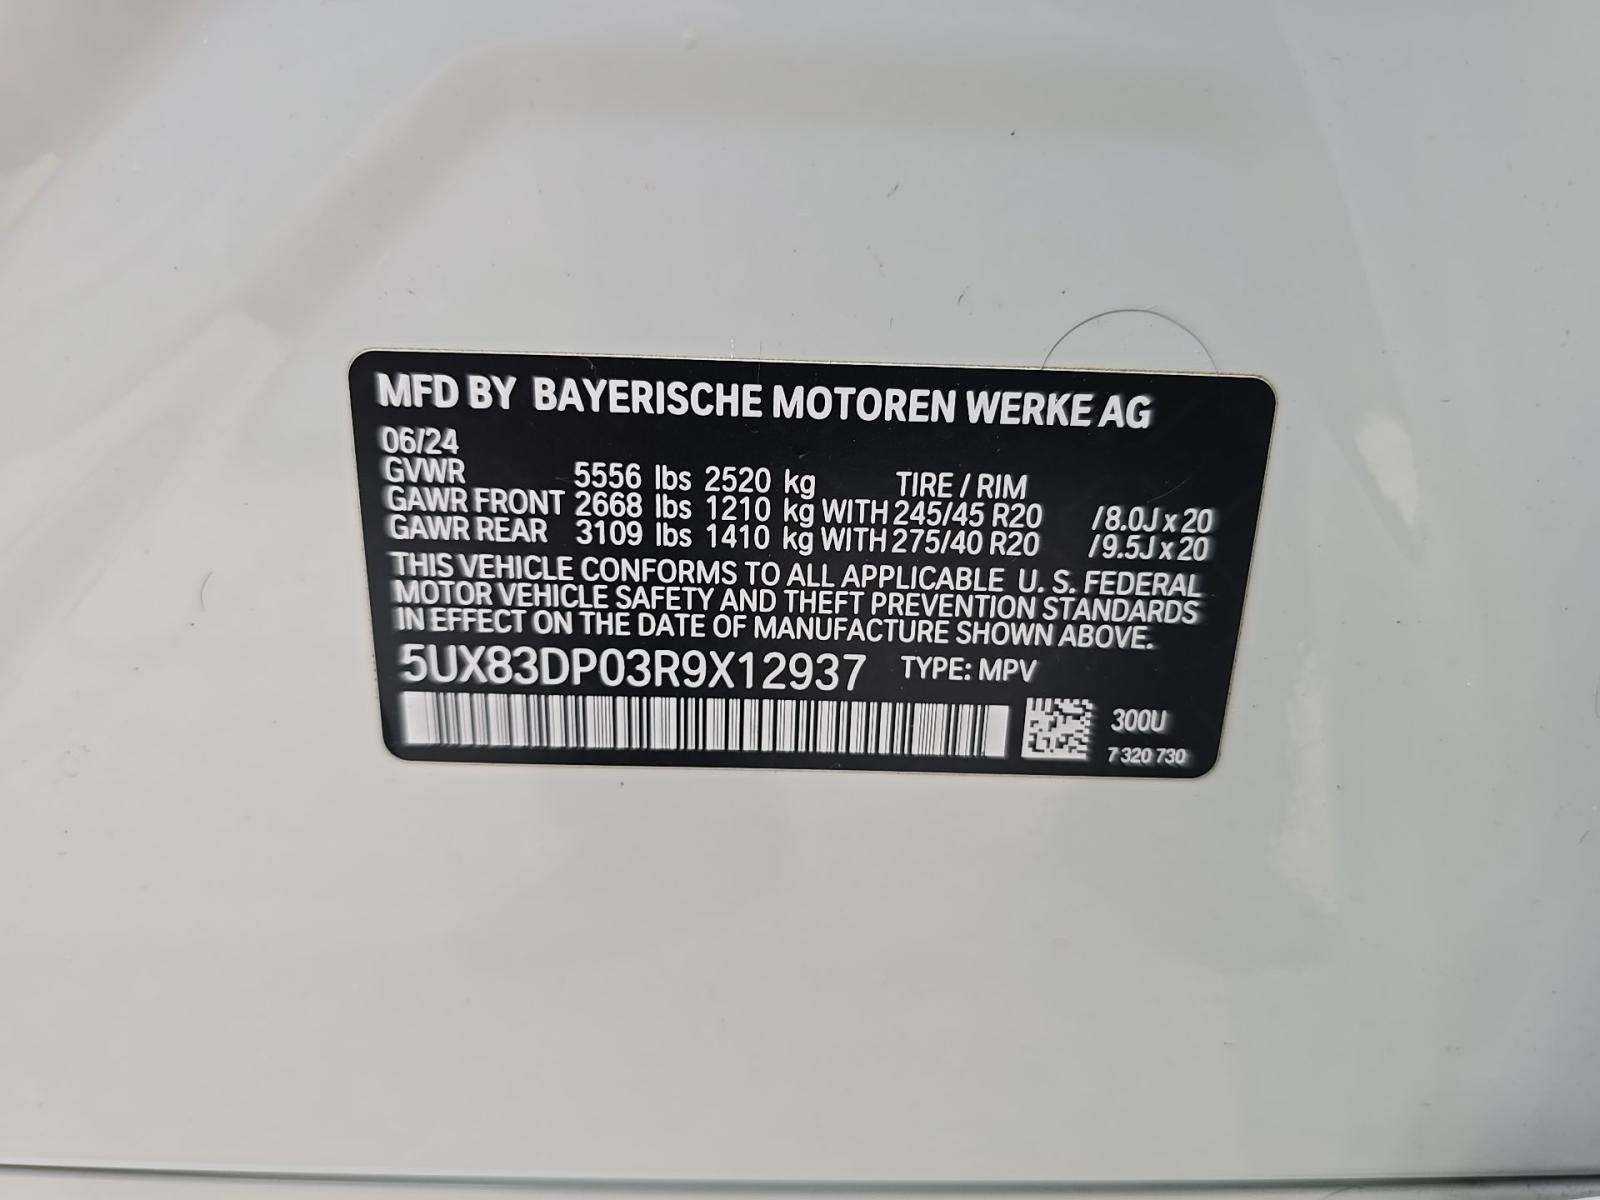 MFD BY BAYERISCHE MOTOREN WERKE AG
06/24
GVWR 5556 lbs 2520 kg TIRE / RIM
GAWR FRONT 2668 lbs 1210 kg WITH 245/45 R20 /8.0J x 20
GAWR REAR 3109 lbs 1410 kg WITH 275/40 R20 /9.5J x 20
THIS VEHICLE CONFORMS TO ALL APPLICABLE U. S. FEDERAL
MOTOR VEHICLE SAFETY AND THEFT PREVENTION STANDARDS
IN EFFECT ON THE DATE OF MANUFACTURE SHOWN ABOVE.
5UX83DP03R9X12937 TYPE: MPV
300U
7 320 730